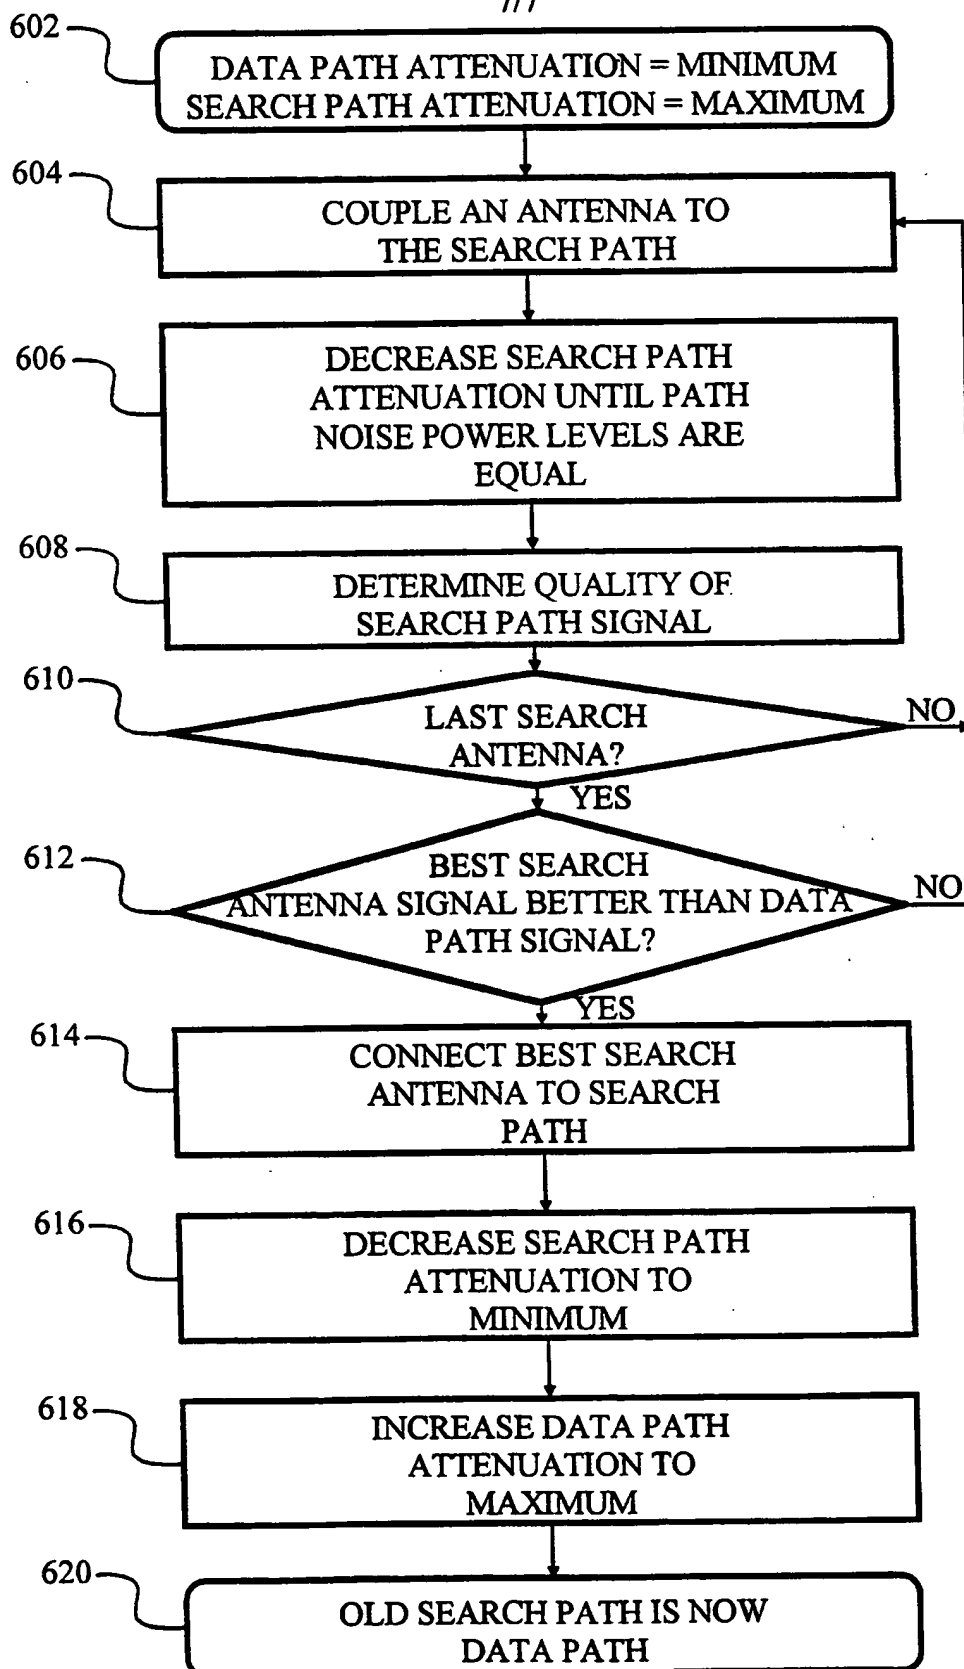 602
DATA PATH ATTENUATION = MINIMUM
SEARCH PATH ATTENUATION = MAXIMUM
604
COUPLE AN ANTENNA TO
THE SEARCH PATH
606
DECREASE SEARCH PATH
ATTENUATION UNTIL PATH
NOISE POWER LEVELS ARE
EQUAL
608
DETERMINE QUALITY OF
SEARCH PATH SIGNAL
610
LAST SEARCH
ANTENNA?
NO
YES
612
BEST SEARCH
ANTENNA SIGNAL BETTER THAN DATA
PATH SIGNAL?
NO
YES
614
CONNECT BEST SEARCH
ANTENNA TO SEARCH
PATH
616
DECREASE SEARCH PATH
ATTENUATION TO
MINIMUM
618
INCREASE DATA PATH
ATTENUATION TO
MAXIMUM
620
OLD SEARCH PATH IS NOW
DATA PATH